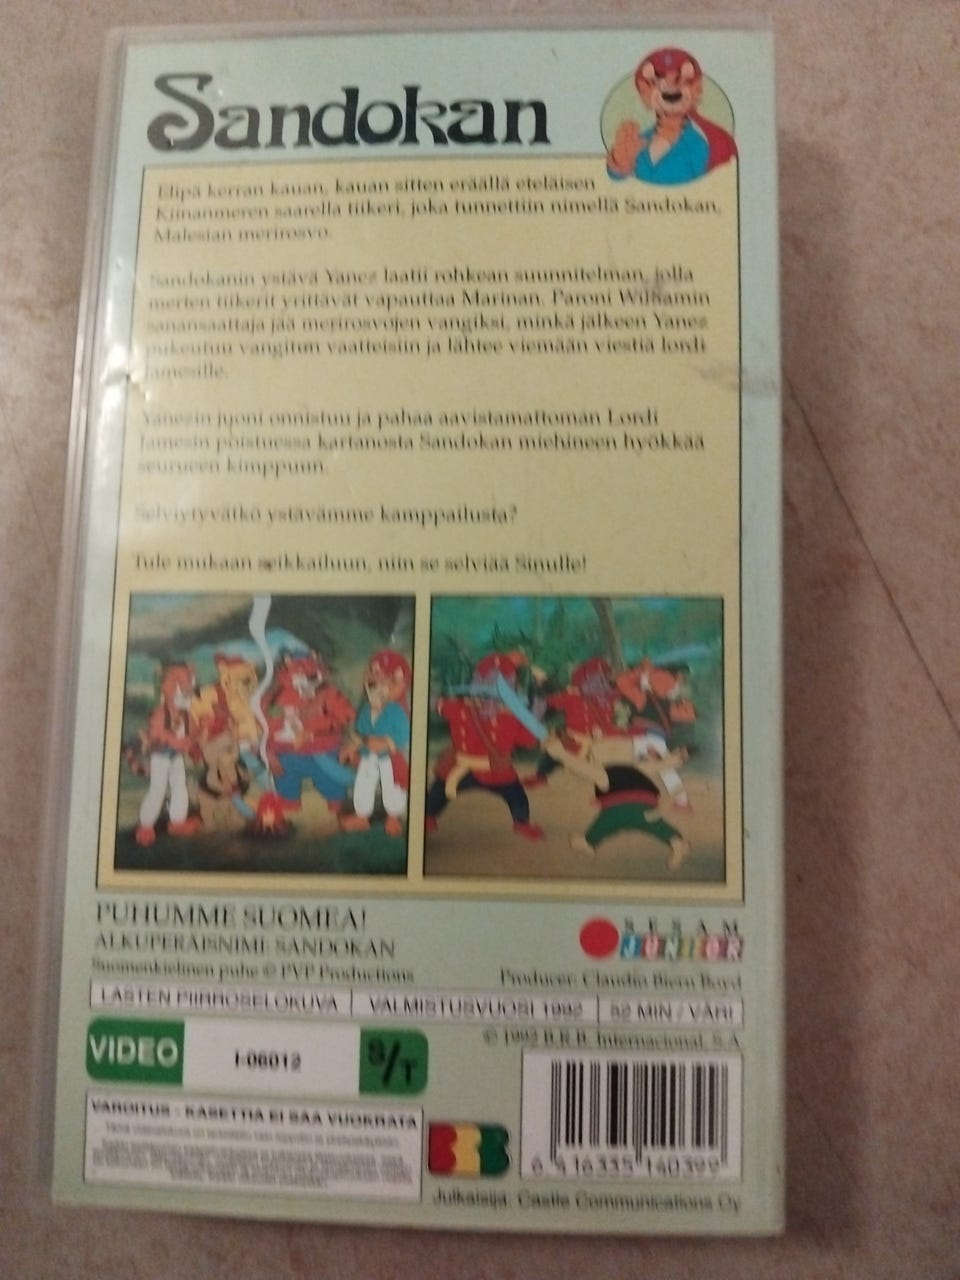 Sandokan
Elipä kerran kauan, kauan sitten eräällä eteläisen
Kiinanmeren saarella tiikeri, joka tunnettiin nimellä Sandokan,
Malesian merirosvo.
Sandokanin ystävä Yanez laatii rohkean suunnitelman, jolla
merten tiikerit yrittävät vapauttaa Marinan. Paroni Williamin
sanansaattaja jää merirosvojen vangiksi, minkä jälkeen Yanez
pukeutuu vangitun vaatteisiin ja lähtee viemään viestiä lordi
Jamesille.
Yanezin juoni onnistuu ja pahaa aavistamattoman Lordi
Jamesin poistuessa kartanosta Sandokan miehineen hyökkää
seurueen kimppuun.
Selviytyvätkö ystävämme kamppailusta?
Tule mukaan seikkailuun, niin se selviää Sinulle!
PUHUMME SUOMEA!
ALKUPERÄISNIMI: SANDOKAN
Suomenkielinen puhe © PVP Productions
SESAM
JUNIOR
Producer: Claudio Biern Boyd
LASTEN PIIRROSELOKUVA VALMISTUSVUOSI 1992 52 MIN / VÄRI
© 1992 B.R.B. Internacional, S.A.
VIDEO I-06012 S/T
VAROITUS - KASETTIA EI SAA VUOKRATA
6 416335 140399
Julkaisija: Castle Communications Oy